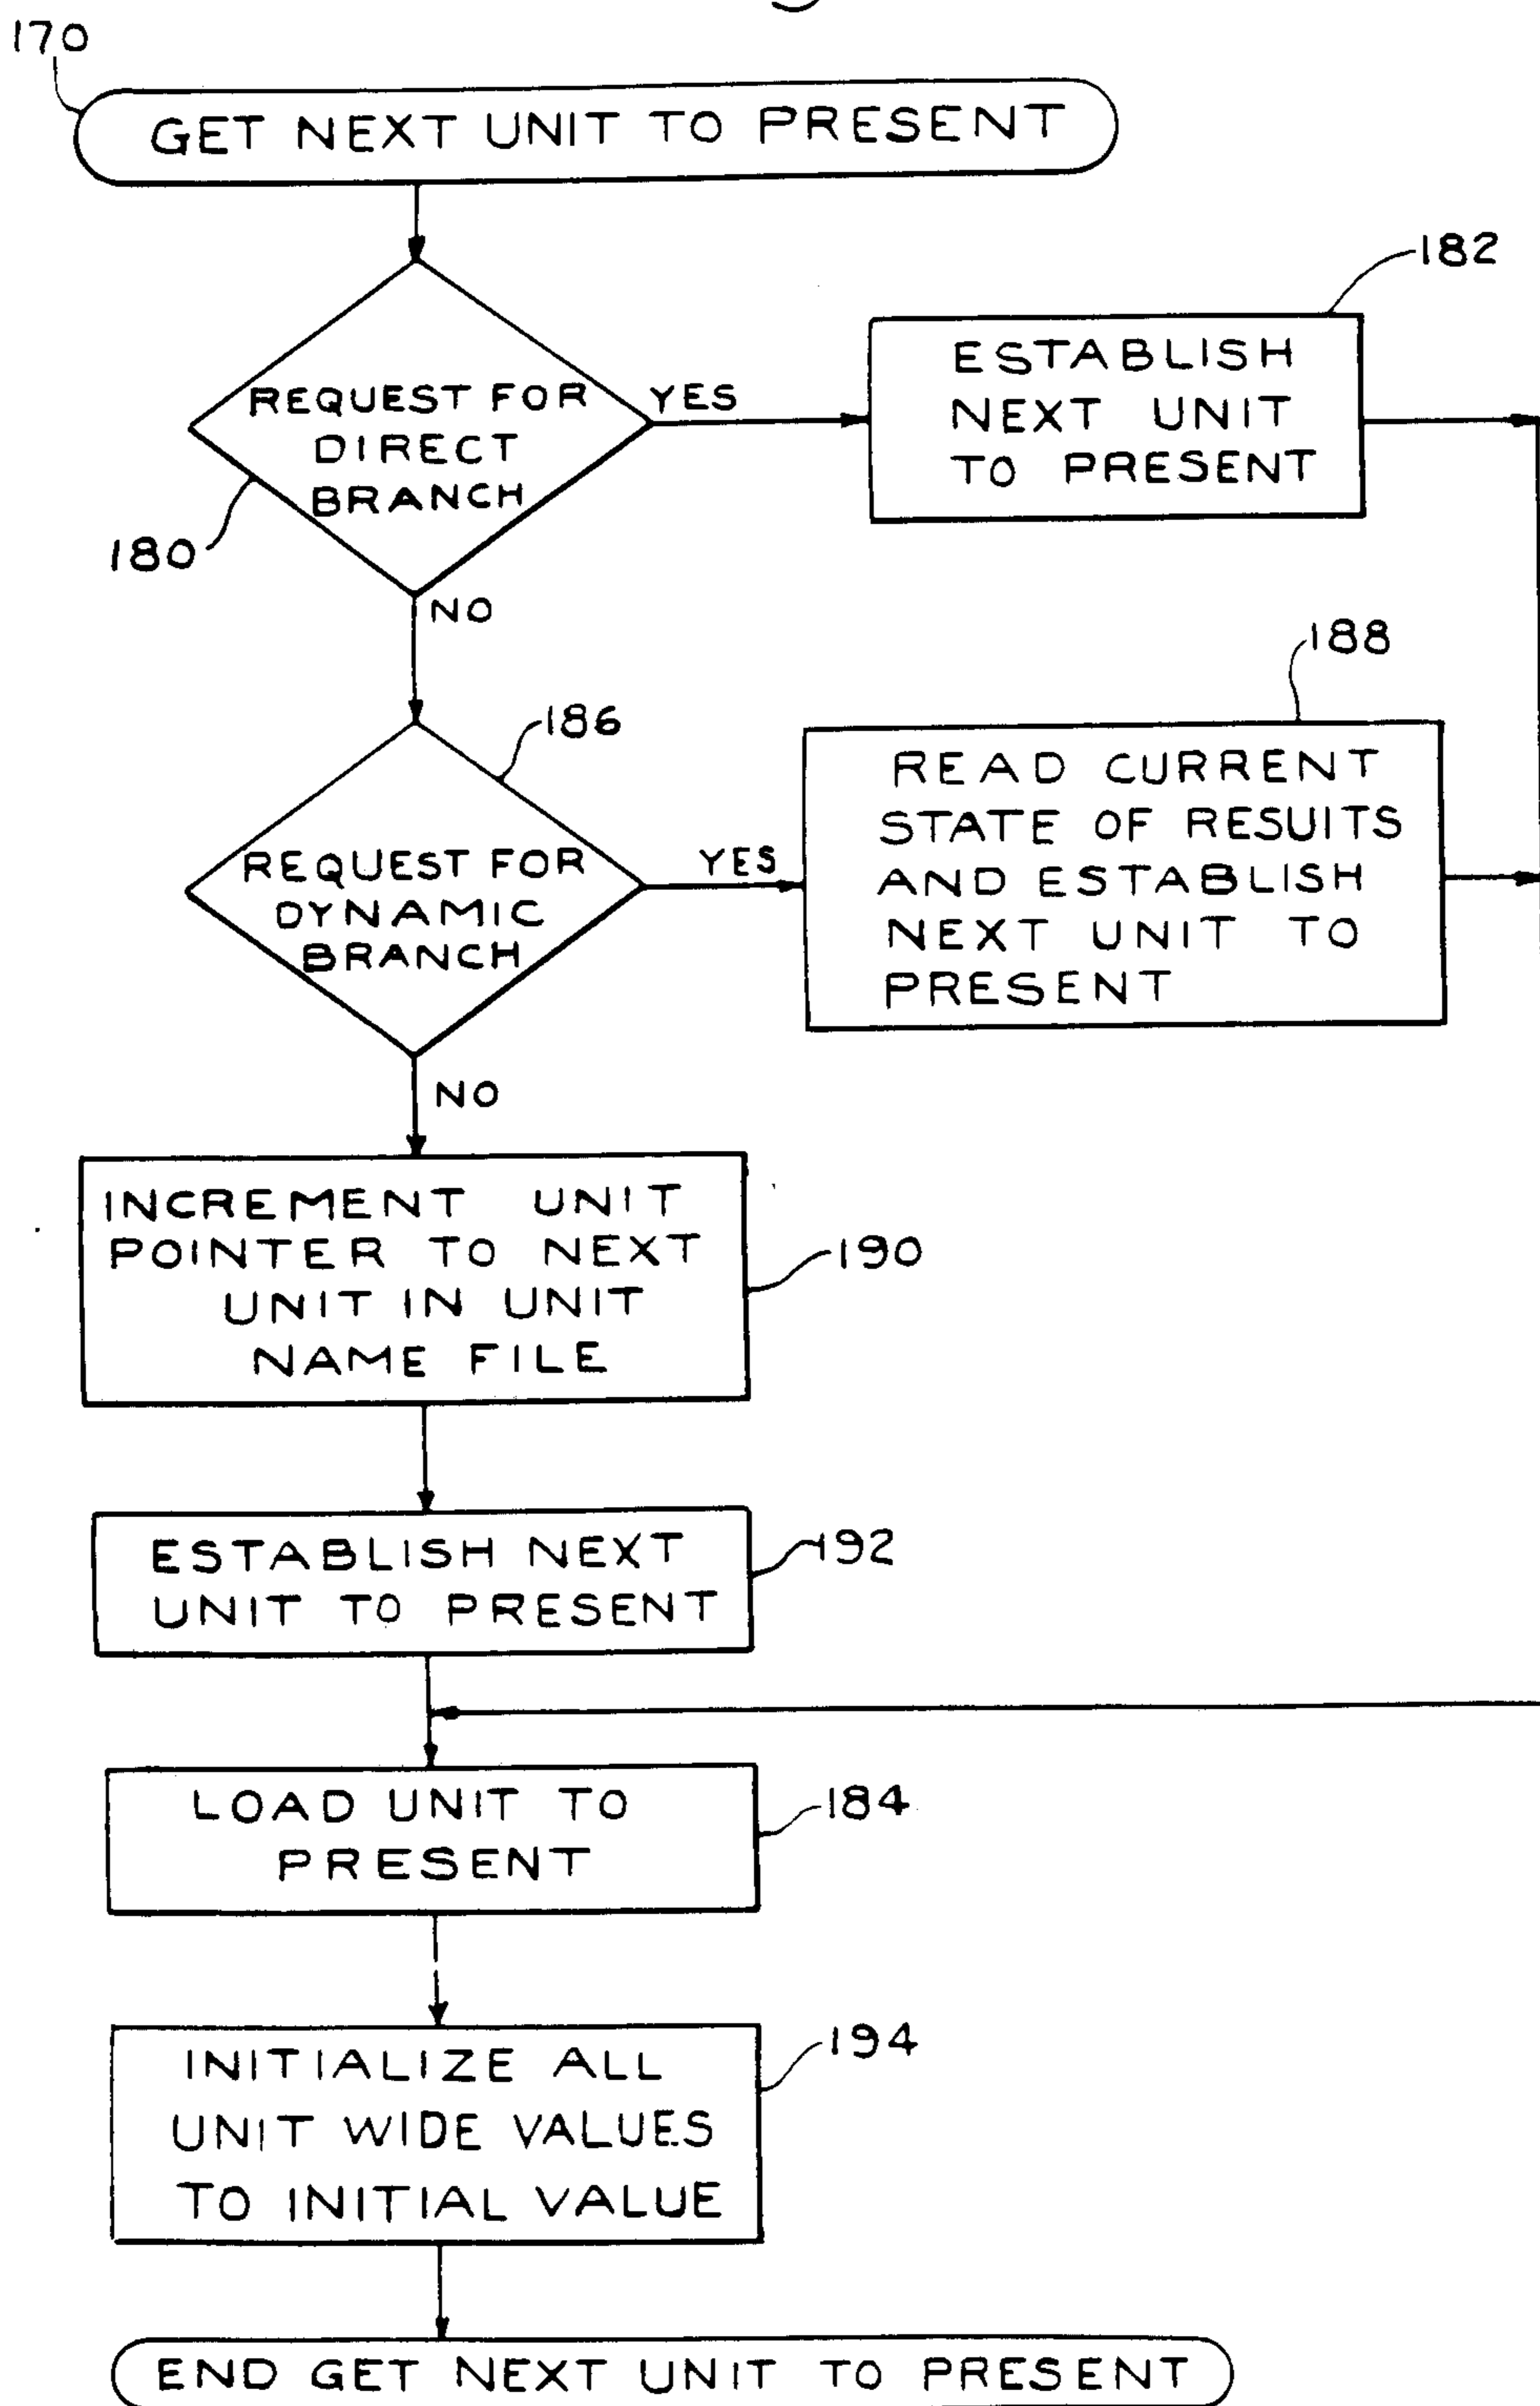 170
GET NEXT UNIT TO PRESENT
182
ESTABLISH
NEXT UNIT
TO PRESENT
REQUEST FOR
DIRECT
BRANCH
YES
180
NO
188
186
READ CURRENT
STATE OF RESUITS
AND ESTABLISH
NEXT UNIT TO
PRESENT
REQUEST FOR
DYNAMIC
BRANCH
YES
NO
INCREMENT UNIT
POINTER TO NEXT
UNIT IN UNIT
NAME FILE
190
ESTABLISH NEXT
UNIT TO PRESENT
192
LOAD UNIT TO
PRESENT
184
INITIALIZE ALL
UNIT WIDE VALUES
TO INITIAL VALUE
194
END GET NEXT UNIT TO PRESENT